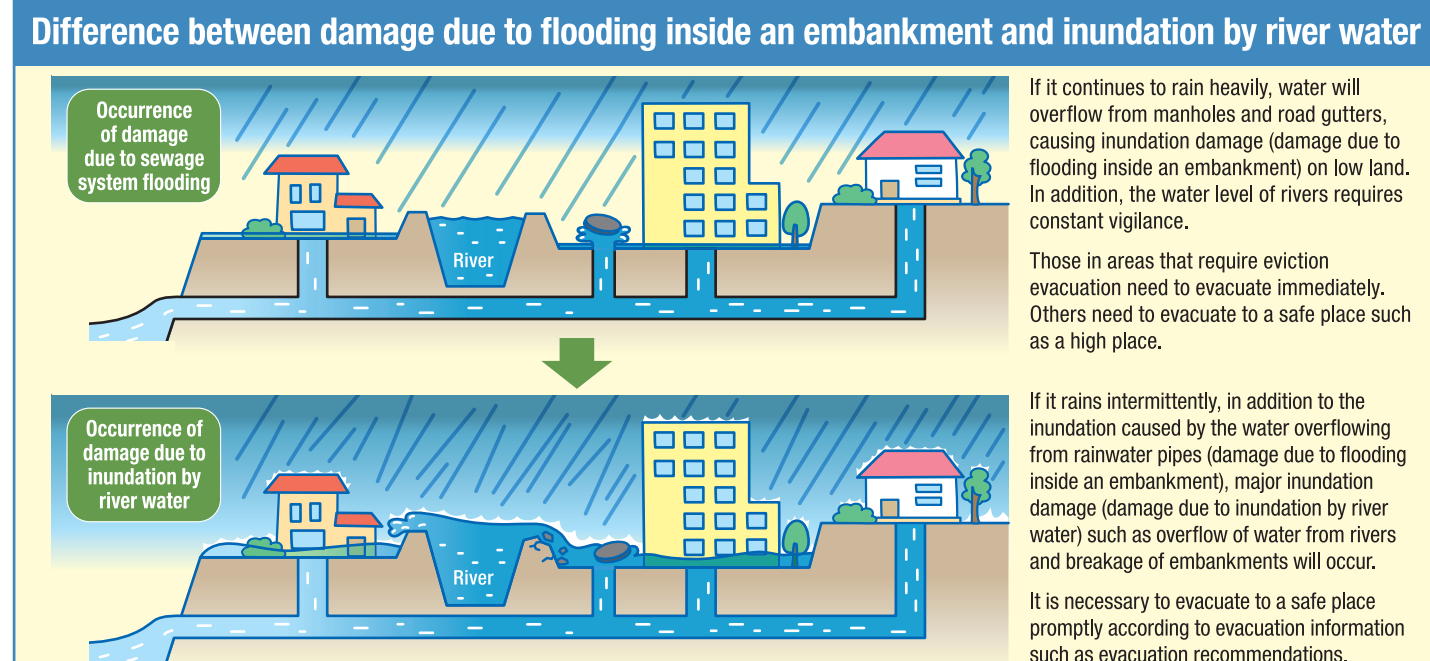 Difference between damage due to flooding inside an embankment and inundation by river water
Occurrence
of damage
due to sewage
system flooding
River
If it continues to rain heavily, water will
overflow from manholes and road gutters,
causing inundation damage (damage due to
flooding inside an embankment) on low land.
In addition, the water level of rivers requires
constant vigilance.
Those in areas that require eviction
evacuation need to evacuate immediately.
Others need to evacuate to a safe place such
as a high place.
Occurrence of
damage due to
inundation by
river water
River
If it rains intermittently, in addition to the
inundation caused by the water overflowing
from rainwater pipes (damage due to flooding
inside an embankment), major inundation
damage (damage due to inundation by river
water) such as overflow of water from rivers
and breakage of embankments will occur.
It is necessary to evacuate to a safe place
promptly according to evacuation information
such as evacuation recommendations.